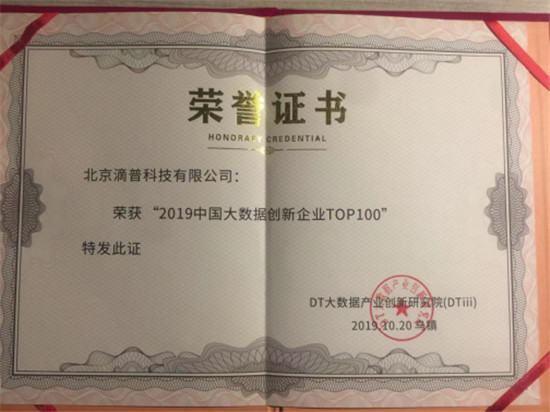 荣誉证书
HONORARY CREDENTIAL
北京滴普科技有限公司:
荣获“2019中国大数据创新企业TOP100”
特发此证
DT大数据产业创新研究院(DTiii)
2019.10.20 乌镇